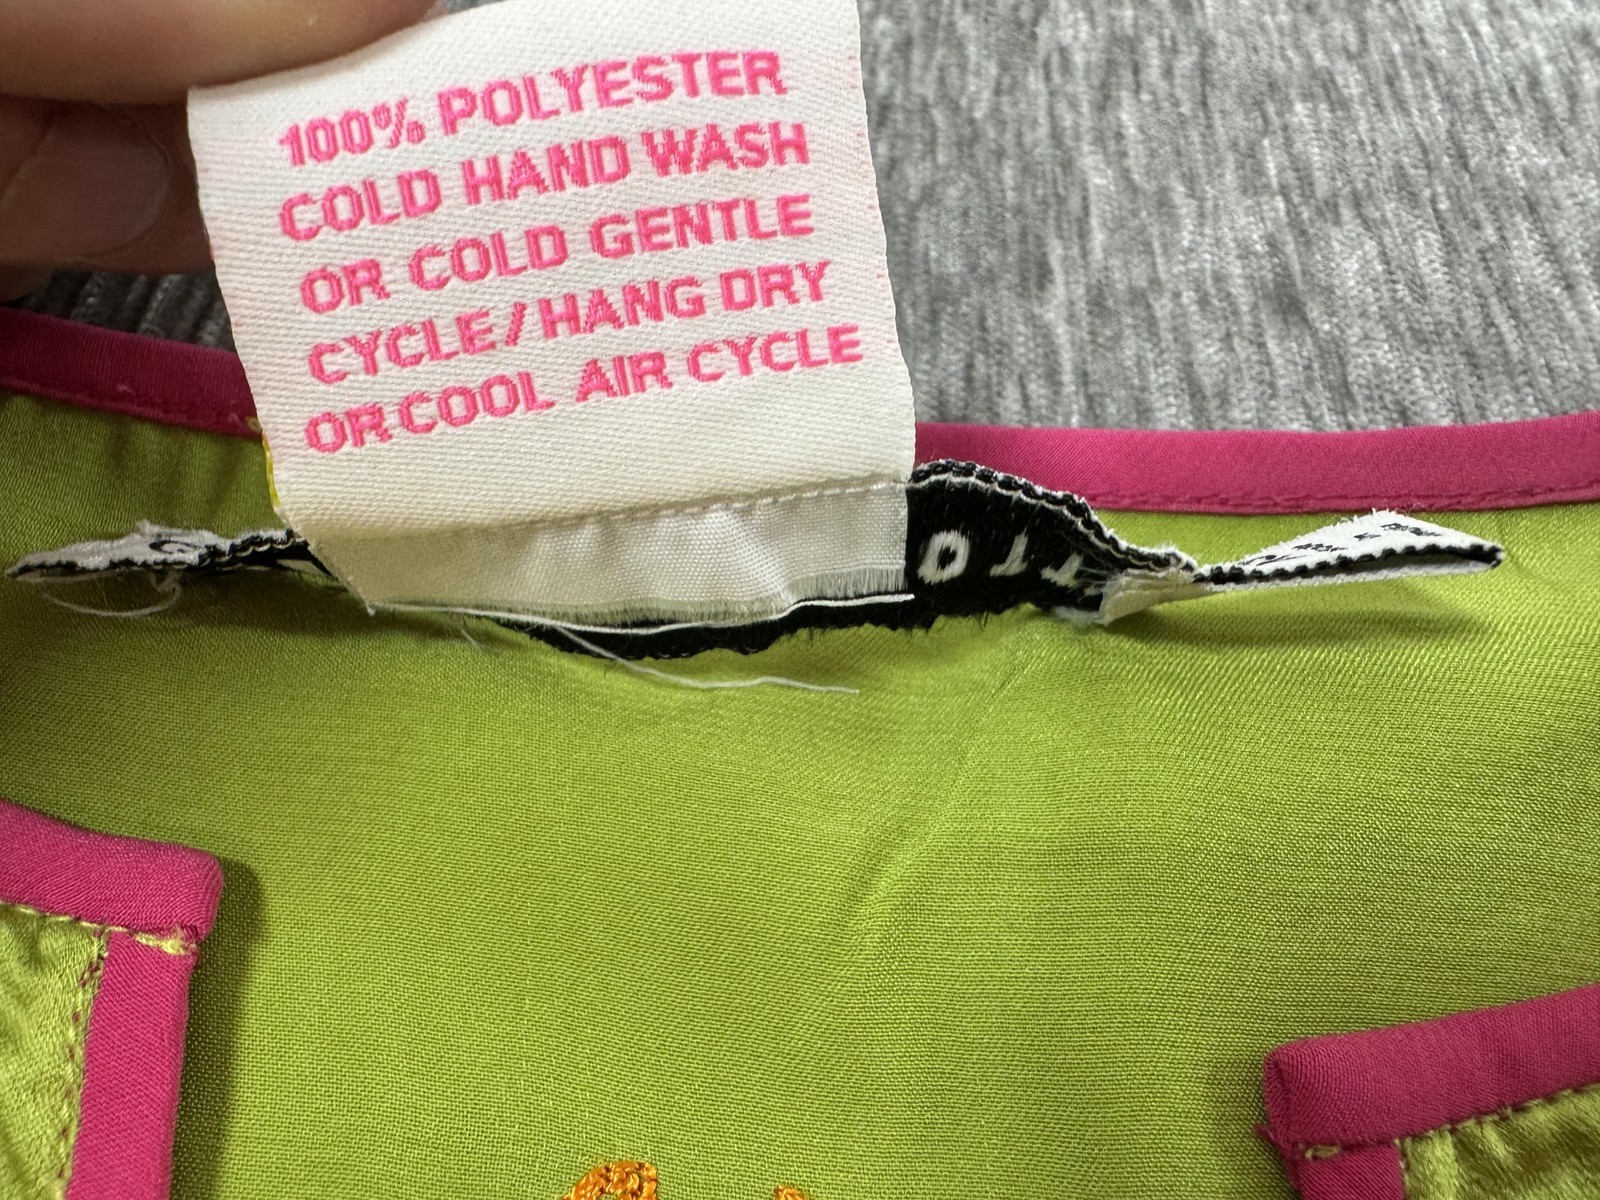 100% POLYESTER
COLD HAND WASH
OR COLD GENTLE
CYCLE/HANG DRY
OR COOL AIR CYCLE